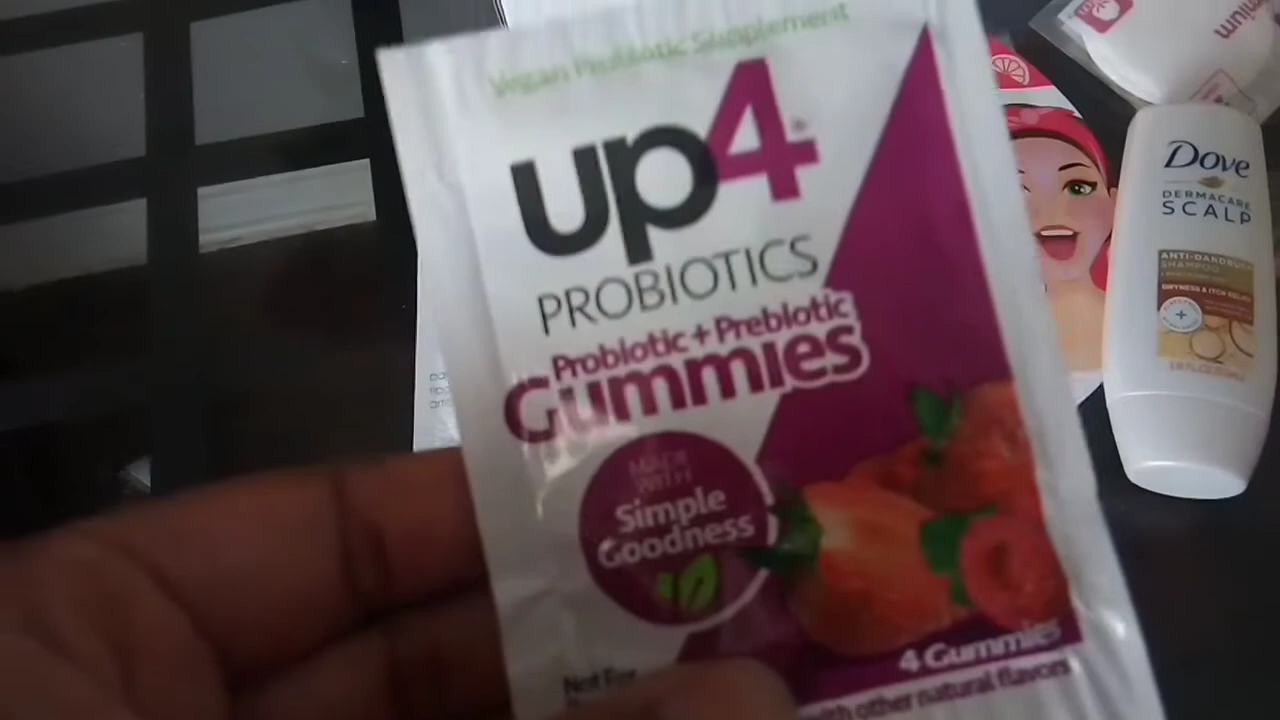 Vegan Probiotic Supplement
up4
PROBIOTICS
Probiotic + Prebiotic
Gummies
MADE
WITH
Simple
Goodness
4 Gummies
with other natural flavors
Not For
Dove
DERMACARE
SCALP
ANTI-DANDRUFF
SHAMPOO
DRYNESS & ITCH RELIEF